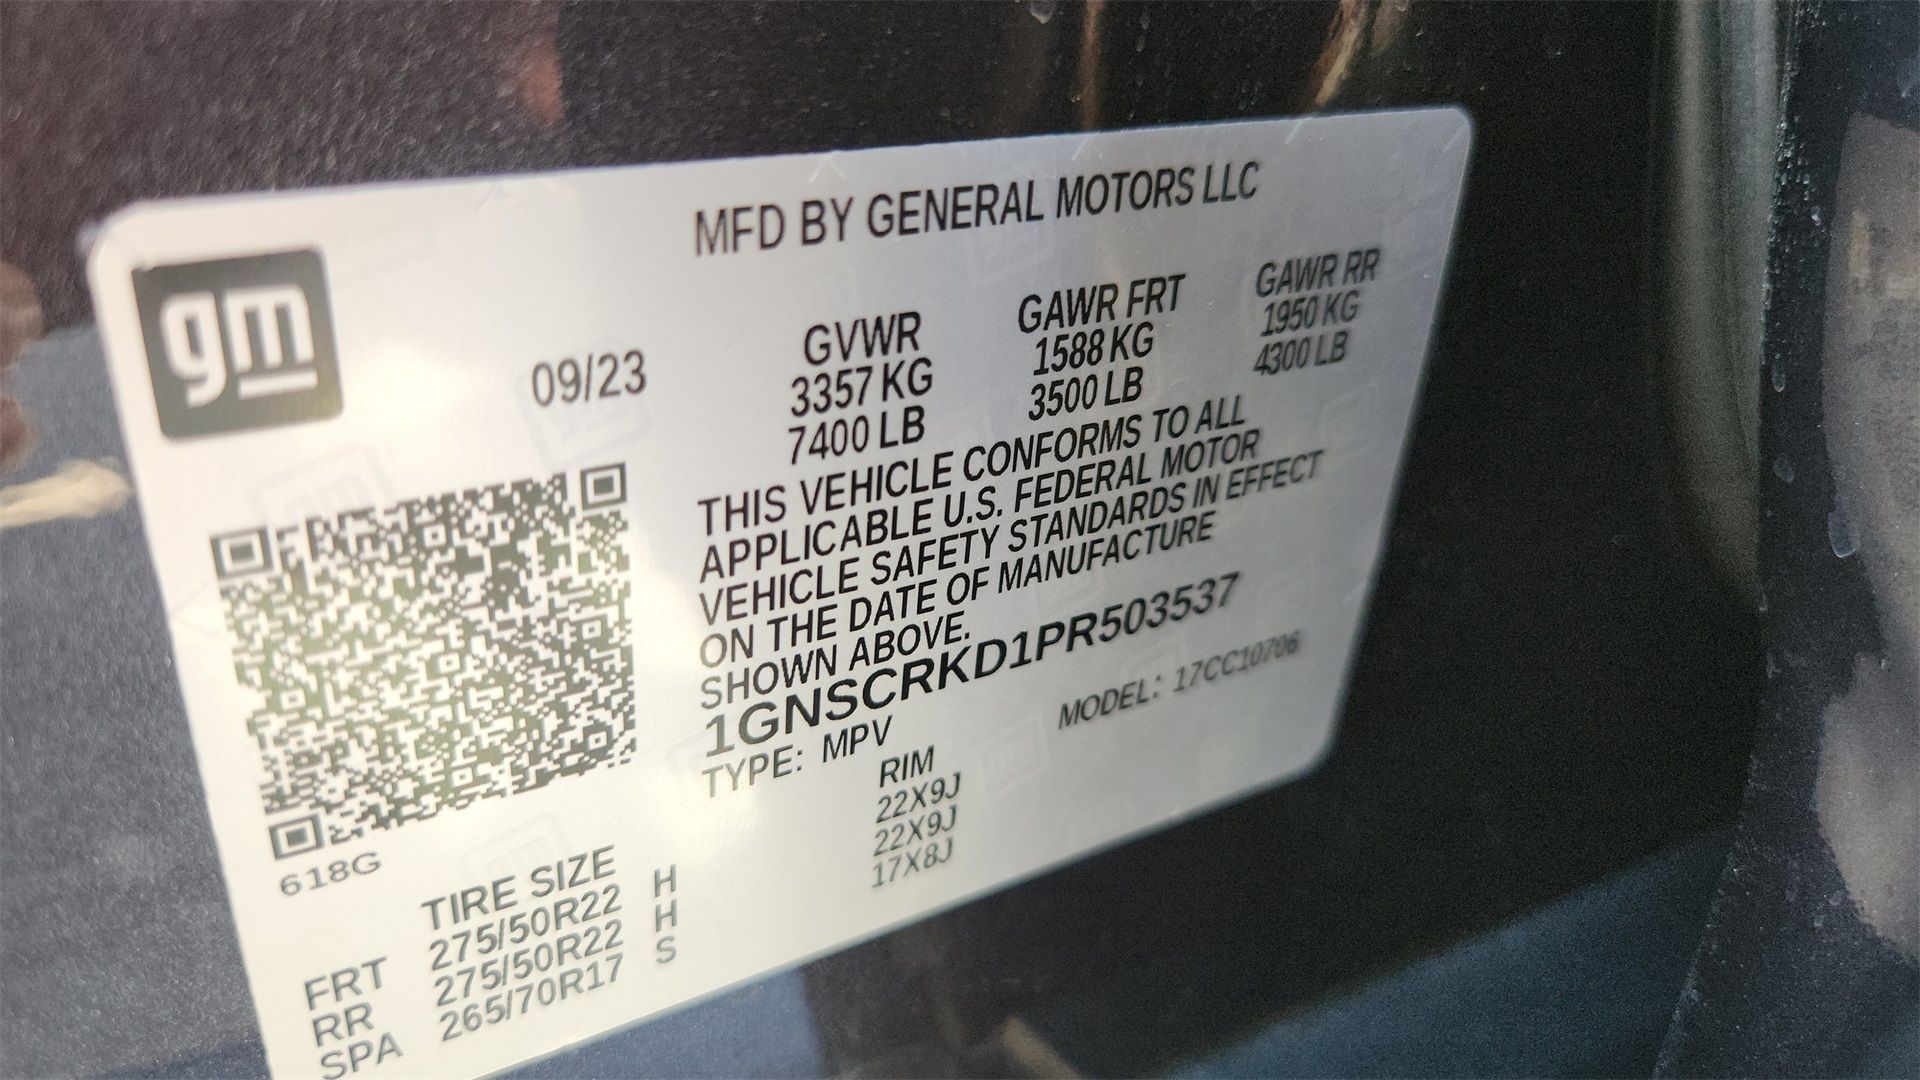 MFD BY GENERAL MOTORS LLC
gm
09/23
GVWR
3357 KG
7400 LB
GAWR FRT
1588 KG
3500 LB
GAWR RR
1950 KG
4300 LB
THIS VEHICLE CONFORMS TO ALL
APPLICABLE U.S. FEDERAL MOTOR
VEHICLE SAFETY STANDARDS IN EFFECT
ON THE DATE OF MANUFACTURE
SHOWN ABOVE.
1GNSCRKD1PR503537
TYPE: MPV
MODEL: 17CC10706
618G
TIRE SIZE
RIM
FRT 275/50R22 H 22X9J
RR 275/50R22 H 22X9J
SPA 265/70R17 S 17X8J